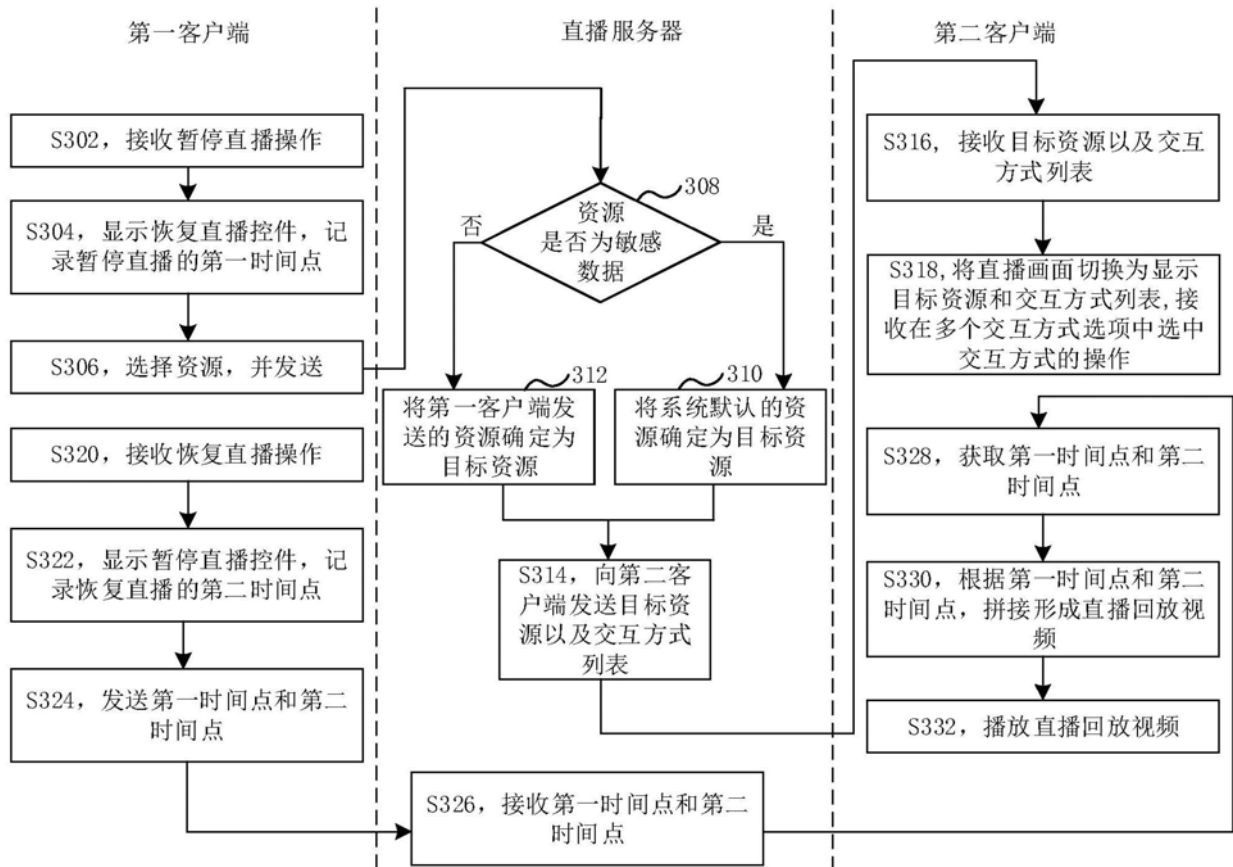 第一客户端
直播服务器
第二客户端
S302，接收暂停直播操作
S304，显示恢复直播控件，记
录暂停直播的第一时间点
S306，选择资源，并发送
S320，接收恢复直播操作
S322，显示暂停直播控件，记
录恢复直播的第二时间点
S324，发送第一时间点和第二
时间点
308
资源
是否为敏感
数据
否
是
312
将第一客户端发
送的资源确定为
目标资源
310
将系统默认的资
源确定为目标资
源
S314，向第二客
户端发送目标资
源以及交互方式
列表
S326，接收第一时间点和第二
时间点
S316, 接收目标资源以及交互
方式列表
S318,将直播画面切换为显示
目标资源和交互方式列表,接
收在多个交互方式选项中选中
交互方式的操作
S328，获取第一时间点和第二
时间点
S330，根据第一时间点和第二
时间点，拼接形成直播回放视
频
S332，播放直播回放视频